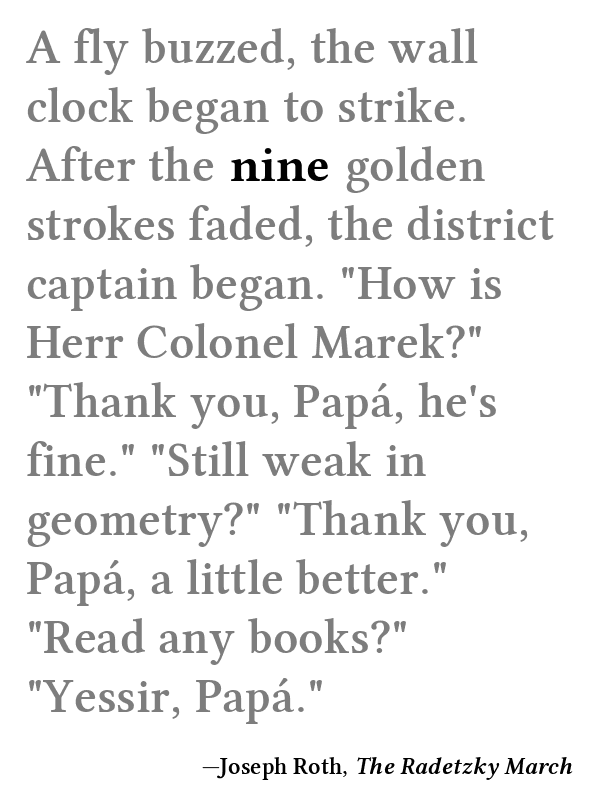 A fly buzzed, the wall
clock began to strike.
After the nine golden
strokes faded, the district
captain began. "How is
Herr Colonel Marek?"
"Thank you, Papá, he's
fine." "Still weak in
geometry?" "Thank you,
Papá, a little better."
"Read any books?"
"Yessir, Papá."
—Joseph Roth, The Radetzky March